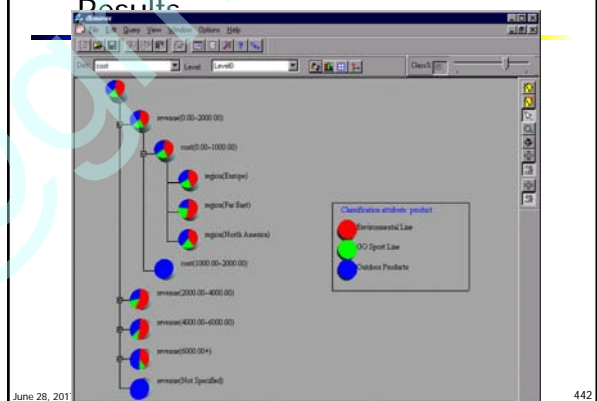 Results
dbminer
File Edit Query View Window Options Help
Dim: cost Level: Level0 Class%
revenue(0.00~2000.00)
cost(0.00~1000.00)
region(Europe)
region(Far East)
region(North America)
cost(1000.00~2000.00)
revenue(2000.00~4000.00)
revenue(4000.00~6000.00)
revenue(6000.00+)
revenue(Not Specified)
Classification attribute: product
Environmental Line
GO Sport Line
Outdoor Products
June 28, 201
442